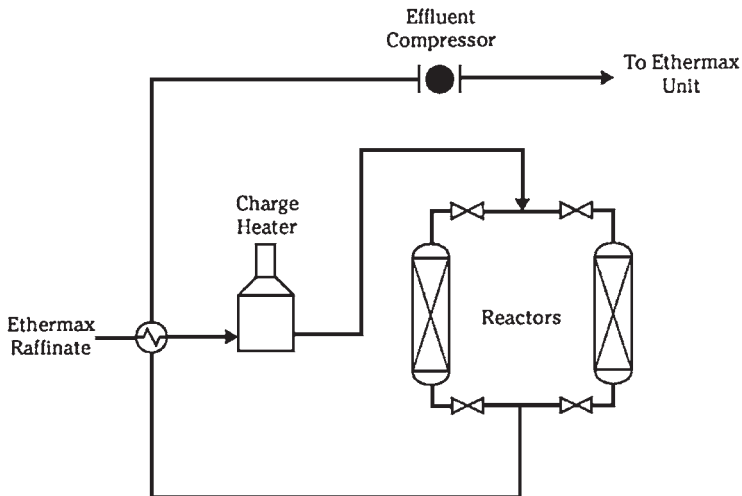 Effluent
Compressor
To Ethermax
Unit
Charge
Heater
Ethermax
Raffinate
Reactors